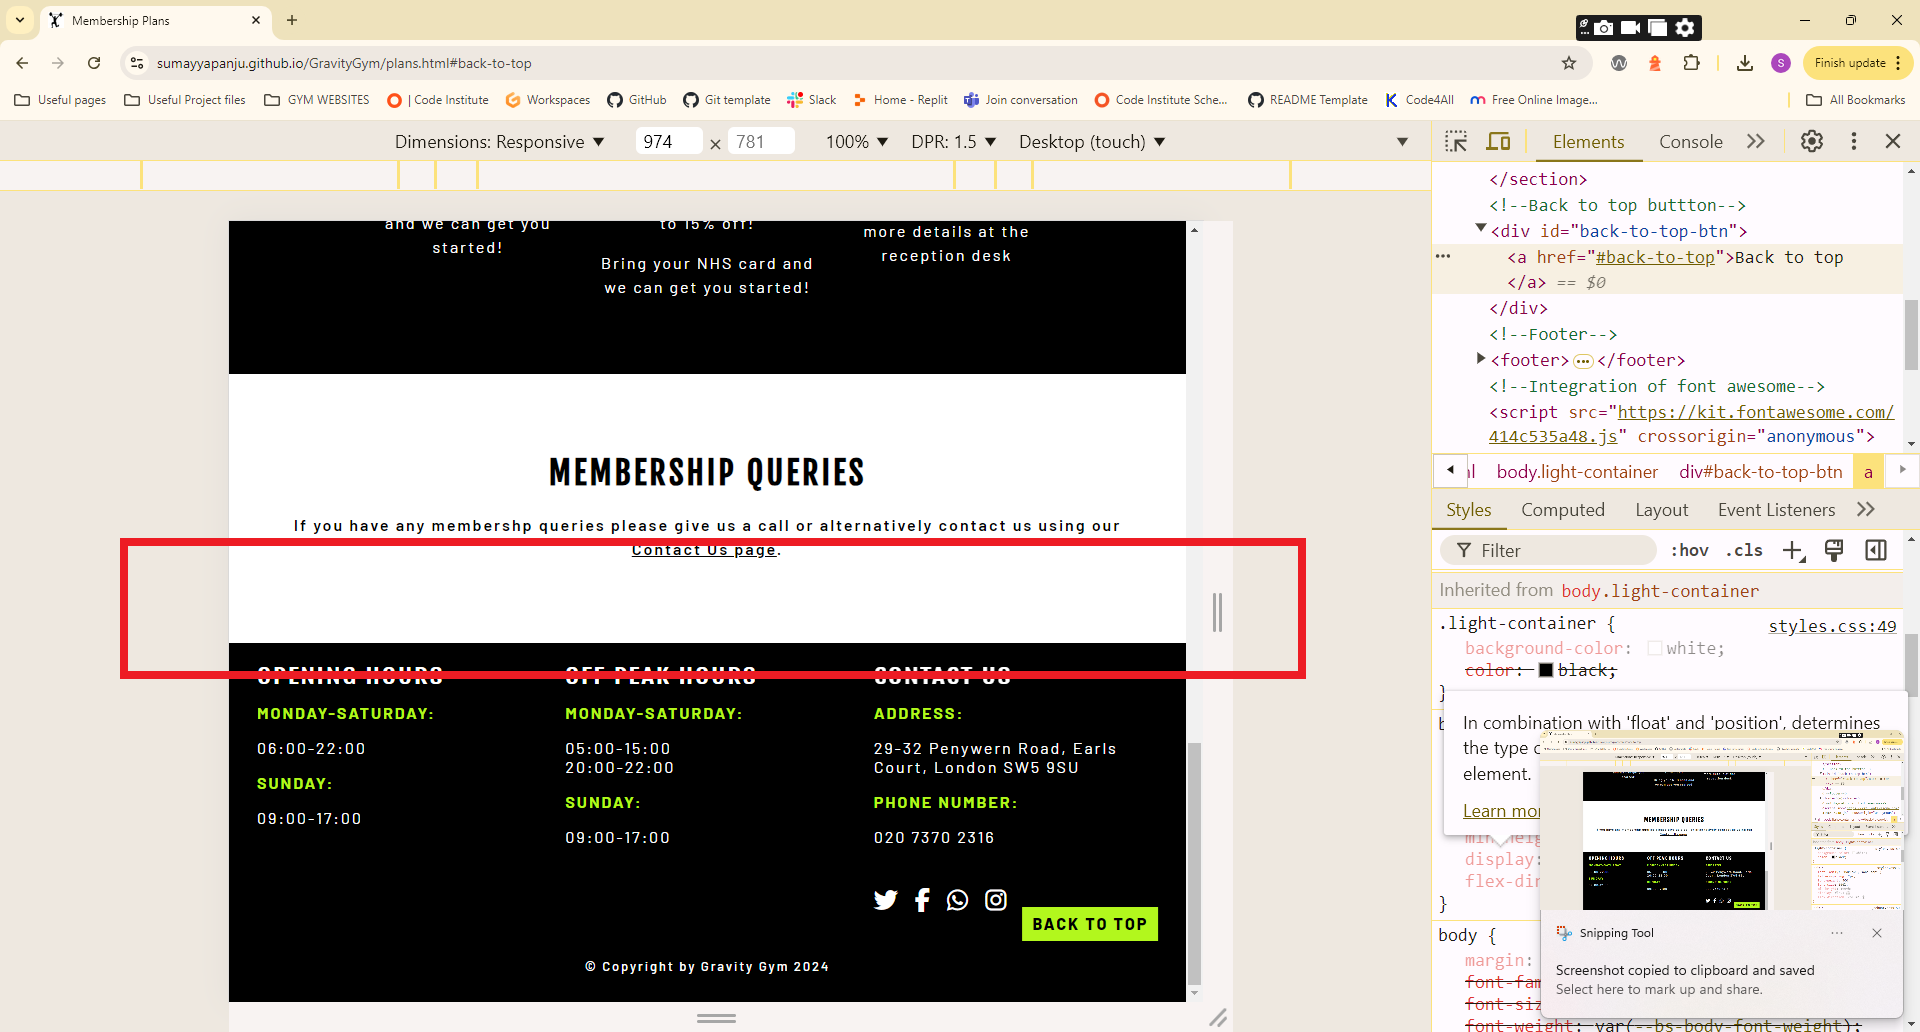 Membership Plans
sumayyapanju.github.io/GravityGym/plans.html#back-to-top
S
Finish update
Useful pages
Useful Project files
GYM WEBSITES
| Code Institute
Workspaces
GitHub
Git template
Slack
Home - Replit
Join conversation
Code Institute Sche...
README Template
Code4All
Free Online Image...
All Bookmarks
Dimensions: Responsive
974 × 781
100%
DPR: 1.5
Desktop (touch)
Elements
Console
and we can get you
started!
to 15% off!
Bring your NHS card and
we can get you started!
more details at the
reception desk
MEMBERSHIP QUERIES
If you have any membershp queries please give us a call or alternatively contact us using our
Contact Us page.
OPENING HOURS
MONDAY-SATURDAY:
06:00-22:00
SUNDAY:
09:00-17:00
OFF PEAK HOURS
MONDAY-SATURDAY:
05:00-15:00
20:00-22:00
SUNDAY:
09:00-17:00
CONTACT US
ADDRESS:
29-32 Penywern Road, Earls
Court, London SW5 9SU
PHONE NUMBER:
020 7370 2316
BACK TO TOP
© Copyright by Gravity Gym 2024
</section>
<!--Back to top buttton-->
<div id="back-to-top-btn">
<a href="#back-to-top">Back to top
</a> == $0
</div>
<!--Footer-->
<footer> </footer>
<!--Integration of font awesome-->
<script src="https://kit.fontawesome.com/
414c535a48.js" crossorigin="anonymous">
body.light-container
div#back-to-top-btn
a
Styles
Computed
Layout
Event Listeners
Filter
:hov
.cls
Inherited from body.light-container
.light-container {
styles.css:49
background-color: white;
color: black;
}
In combination with 'float' and 'position', determines
the type
element.
Learn
display:
}
body {
margin:
font-weight: var(--bs-body-font-weight);
MEMBERSHIP QUERIES
OPENING HOURS
OFF PEAK HOURS
CONTACT US
Snipping Tool
Screenshot copied to clipboard and saved
Select here to mark up and share.